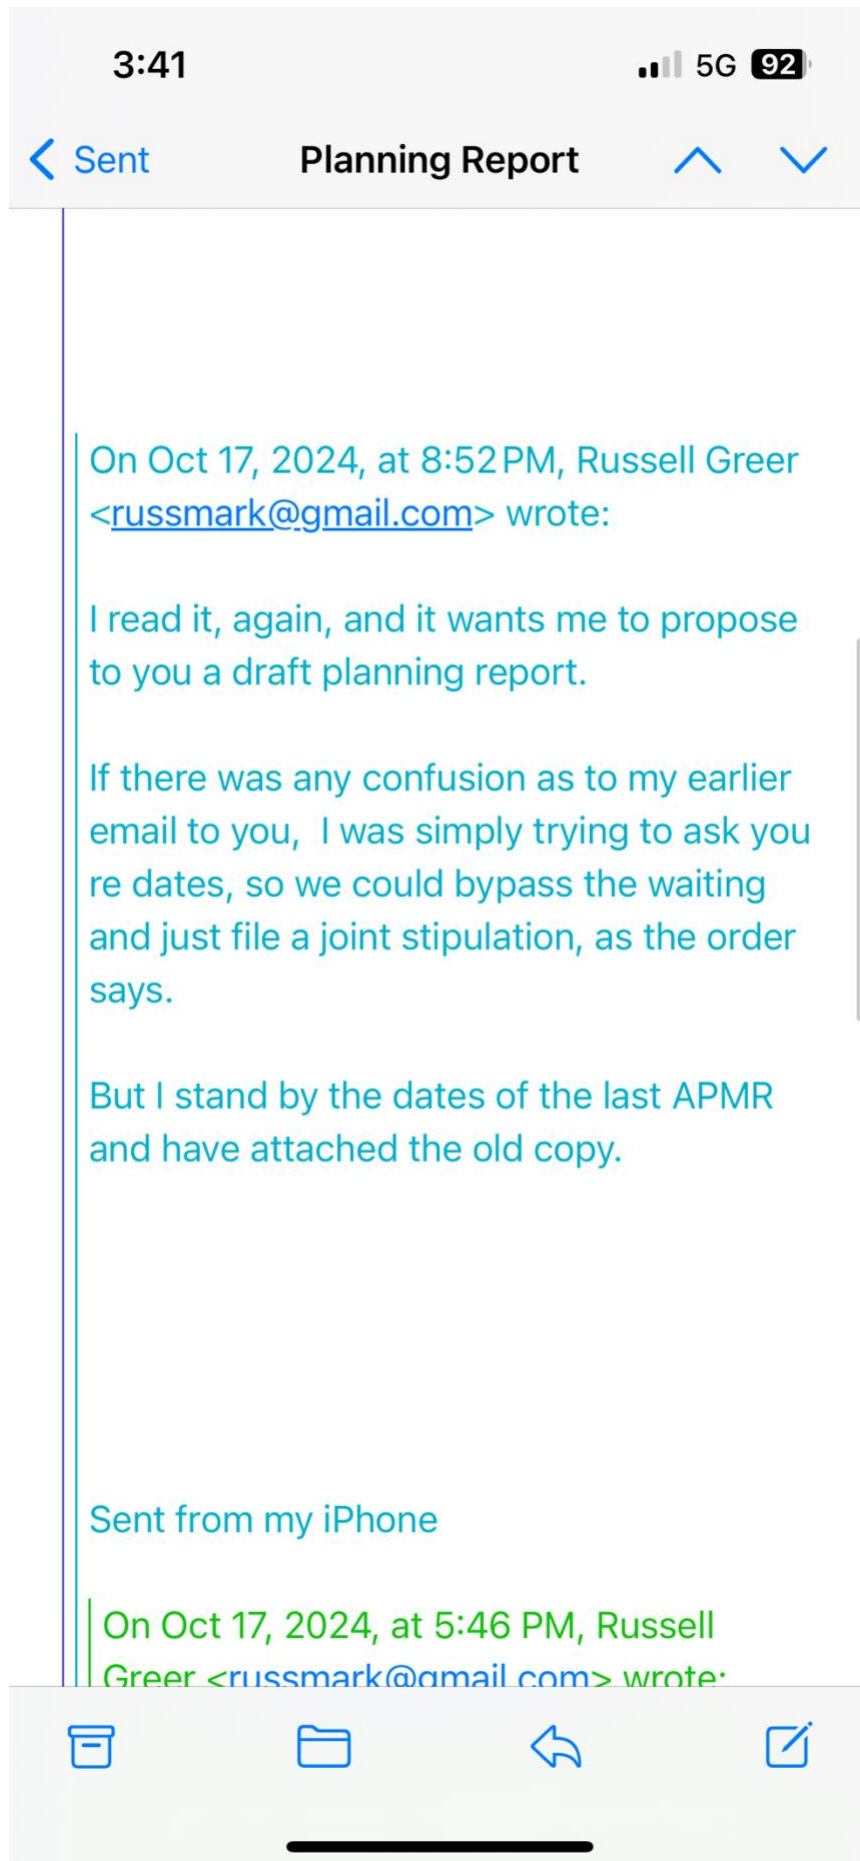 3:41 5G 92
Sent Planning Report
On Oct 17, 2024, at 8:52 PM, Russell Greer
<russmark@gmail.com> wrote:
I read it, again, and it wants me to propose
to you a draft planning report.
If there was any confusion as to my earlier
email to you,  I was simply trying to ask you
re dates, so we could bypass the waiting
and just file a joint stipulation, as the order
says.
But I stand by the dates of the last APMR
and have attached the old copy.
Sent from my iPhone
On Oct 17, 2024, at 5:46 PM, Russell
Greer <russmark@gmail.com> wrote: